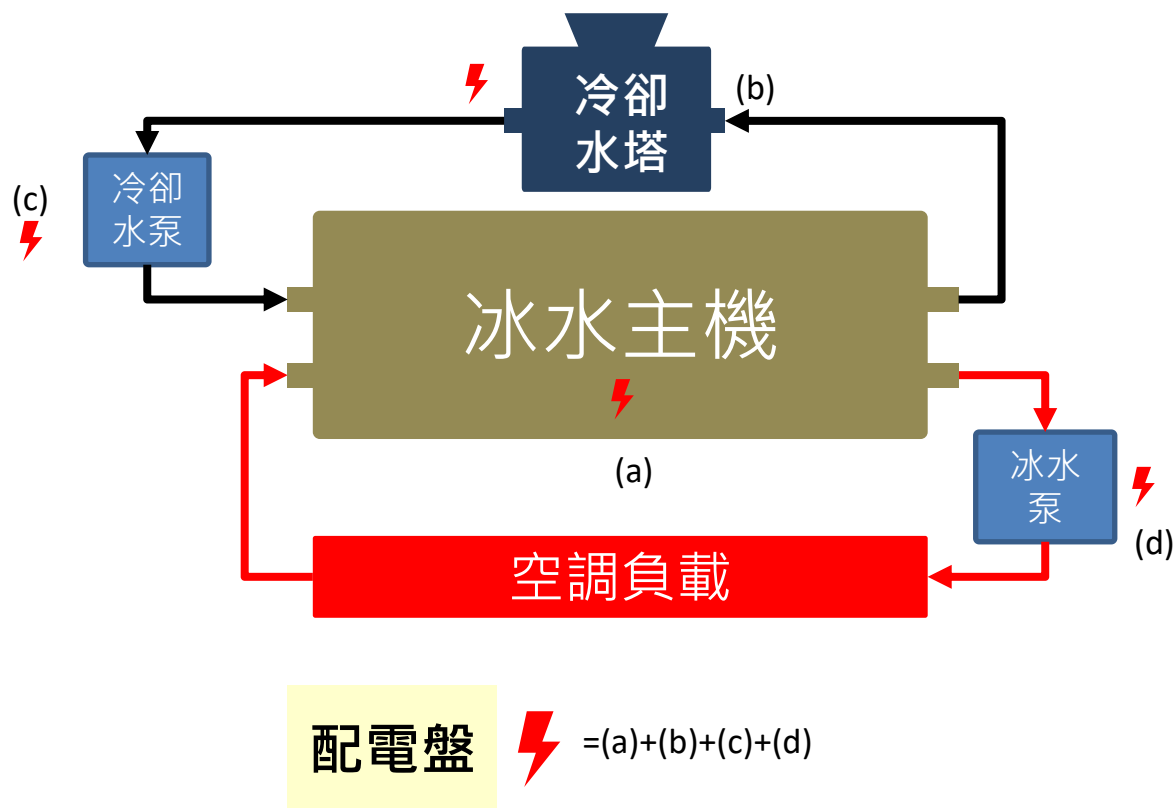 冷卻
水塔
(b)
(c)
冷卻
水泵
冰水主機
(a)
冰水
泵
(d)
空調負載
配電盤
=(a)+(b)+(c)+(d)